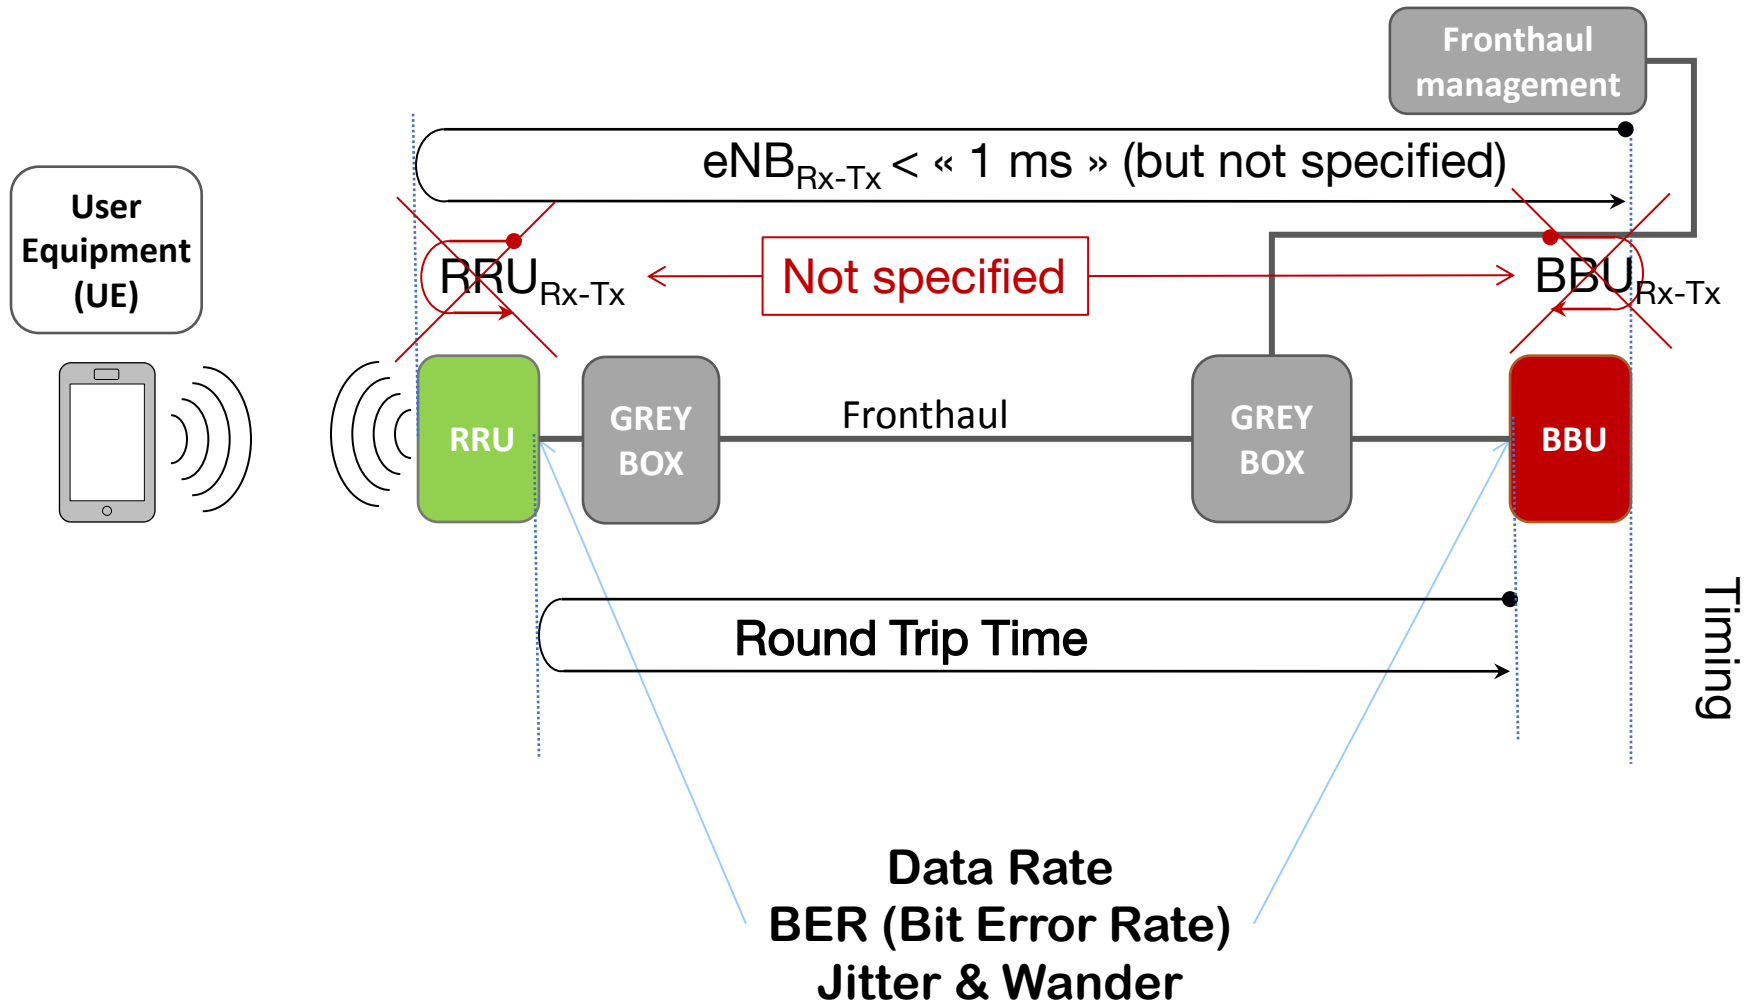 Fronthaul
management
eNBRx-Tx < « 1 ms » (but not specified)
User
Equipment
(UE)
RRURx-Tx
Not specified
BBURx-Tx
RRU
GREY
BOX
Fronthaul
GREY
BOX
BBU
Round Trip Time
Timing
Data Rate
BER (Bit Error Rate)
Jitter & Wander